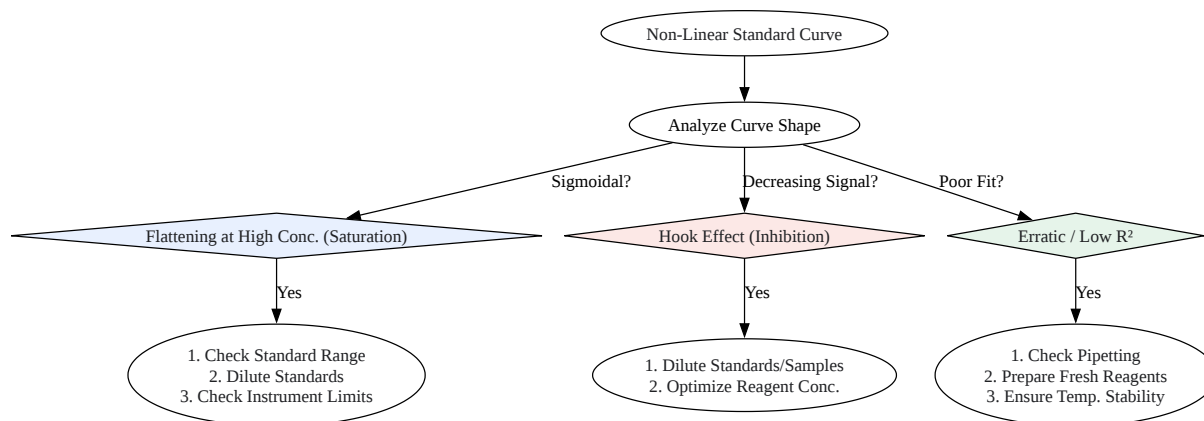 Non-Linear Standard Curve
Analyze Curve Shape
Sigmoidal?
Decreasing Signal?
Poor Fit?
Flattening at High Conc. (Saturation)
Hook Effect (Inhibition)
Erratic / Low R²
Yes
Yes
Yes
1. Check Standard Range
2. Dilute Standards
3. Check Instrument Limits
1. Dilute Standards/Samples
2. Optimize Reagent Conc.
1. Check Pipetting
2. Prepare Fresh Reagents
3. Ensure Temp. Stability